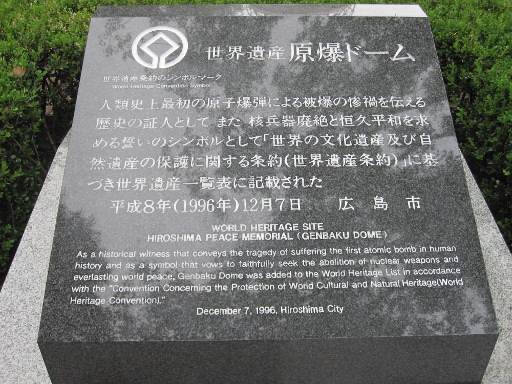 世界遺産 原爆ドーム
世界遺産条約のシンボルマーク
World Heritage Convention Symbol
人類史上最初の原子爆弾による被爆の惨禍を伝える
歴史の証人として また 核兵器廃絶と恒久平和を求
める誓いのシンボルとして「世界の文化遺産及び自
然遺産の保護に関する条約(世界遺産条約)」に基
づき世界遺産一覧表に記載された
平成8年(1996年)12月7日 広島市
WORLD HERITAGE SITE
HIROSHIMA PEACE MEMORIAL (GENBAKU DOME)
As a historical witness that conveys the tragedy of suffering the first atomic bomb in human
history and as a symbol that vows to faithfully seek the abolition of nuclear weapons and
everlasting world peace, Genbaku Dome was added to the World Heritage List in accordance
with the "Convention Concerning the Protection of World Cultural and Natural Heritage(World
Heritage Convention)."
December 7, 1996, Hiroshima City